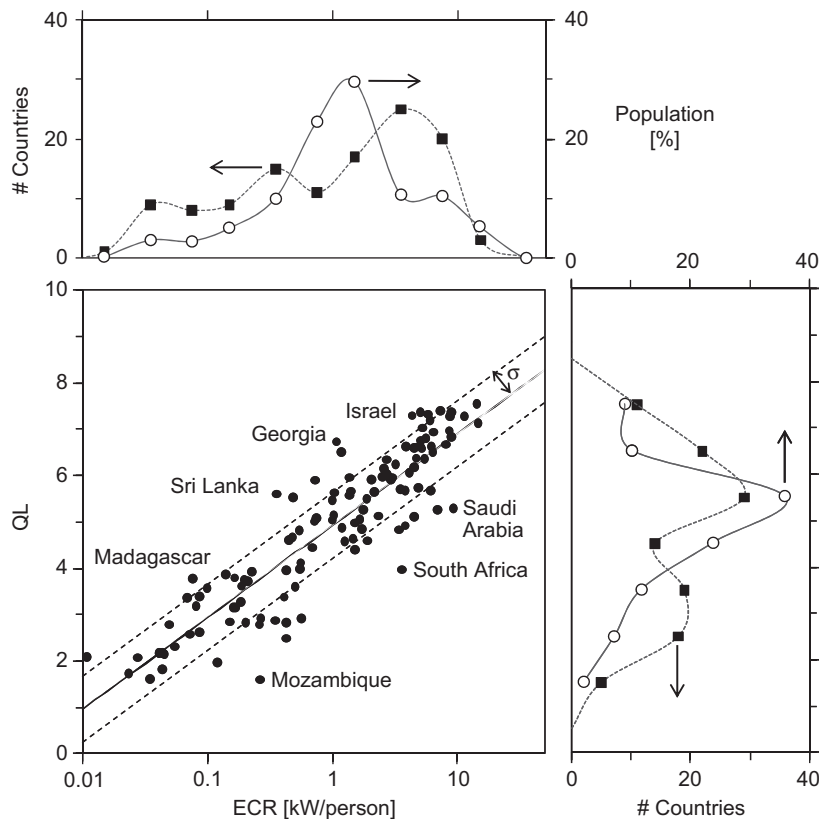 40
40
# Countries
20
20
Population
[%]
0
0
20
40
10
8
6
4
2
0
QL
σ
Israel
Georgia
Sri Lanka
Saudi
Arabia
Madagascar
South Africa
Mozambique
0.01
0.1
1
10
ECR [kW/person]
0
20
40
# Countries